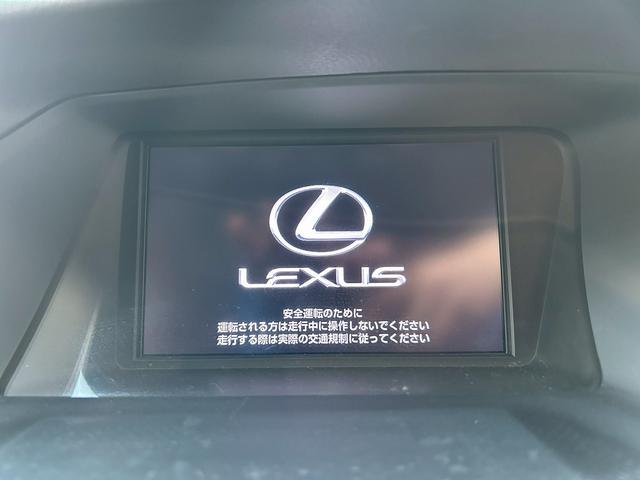 LEXUS
安全運転のために
運転される方は走行中に操作しないでください
走行する際は実際の交通規制に従ってください